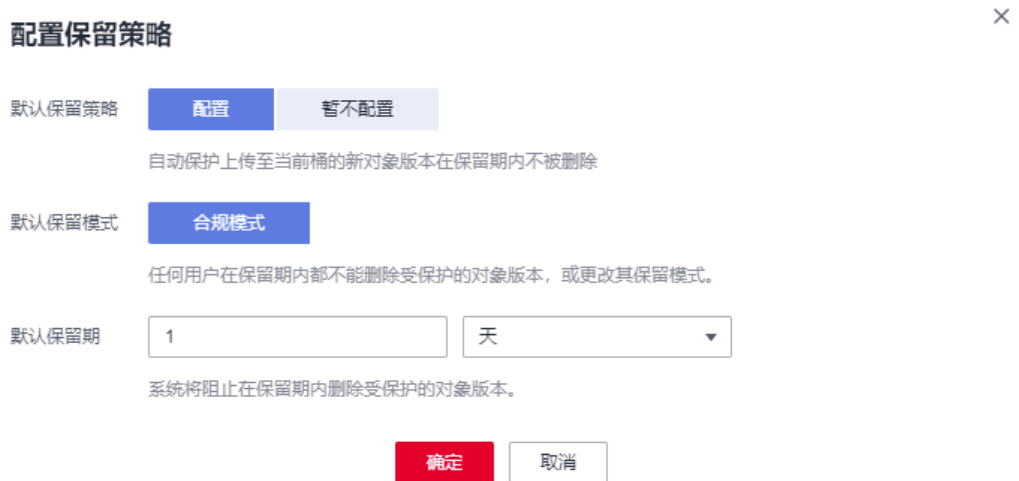 配置保留策略
默认保留策略 配置 暂不配置
自动保护上传至当前桶的新对象版本在保留期内不被删除
默认保留模式 合规模式
任何用户在保留期内都不能删除受保护的对象版本，或更改其保留模式。
默认保留期 1 天
系统将阻止在保留期内删除受保护的对象版本。
确定 取消